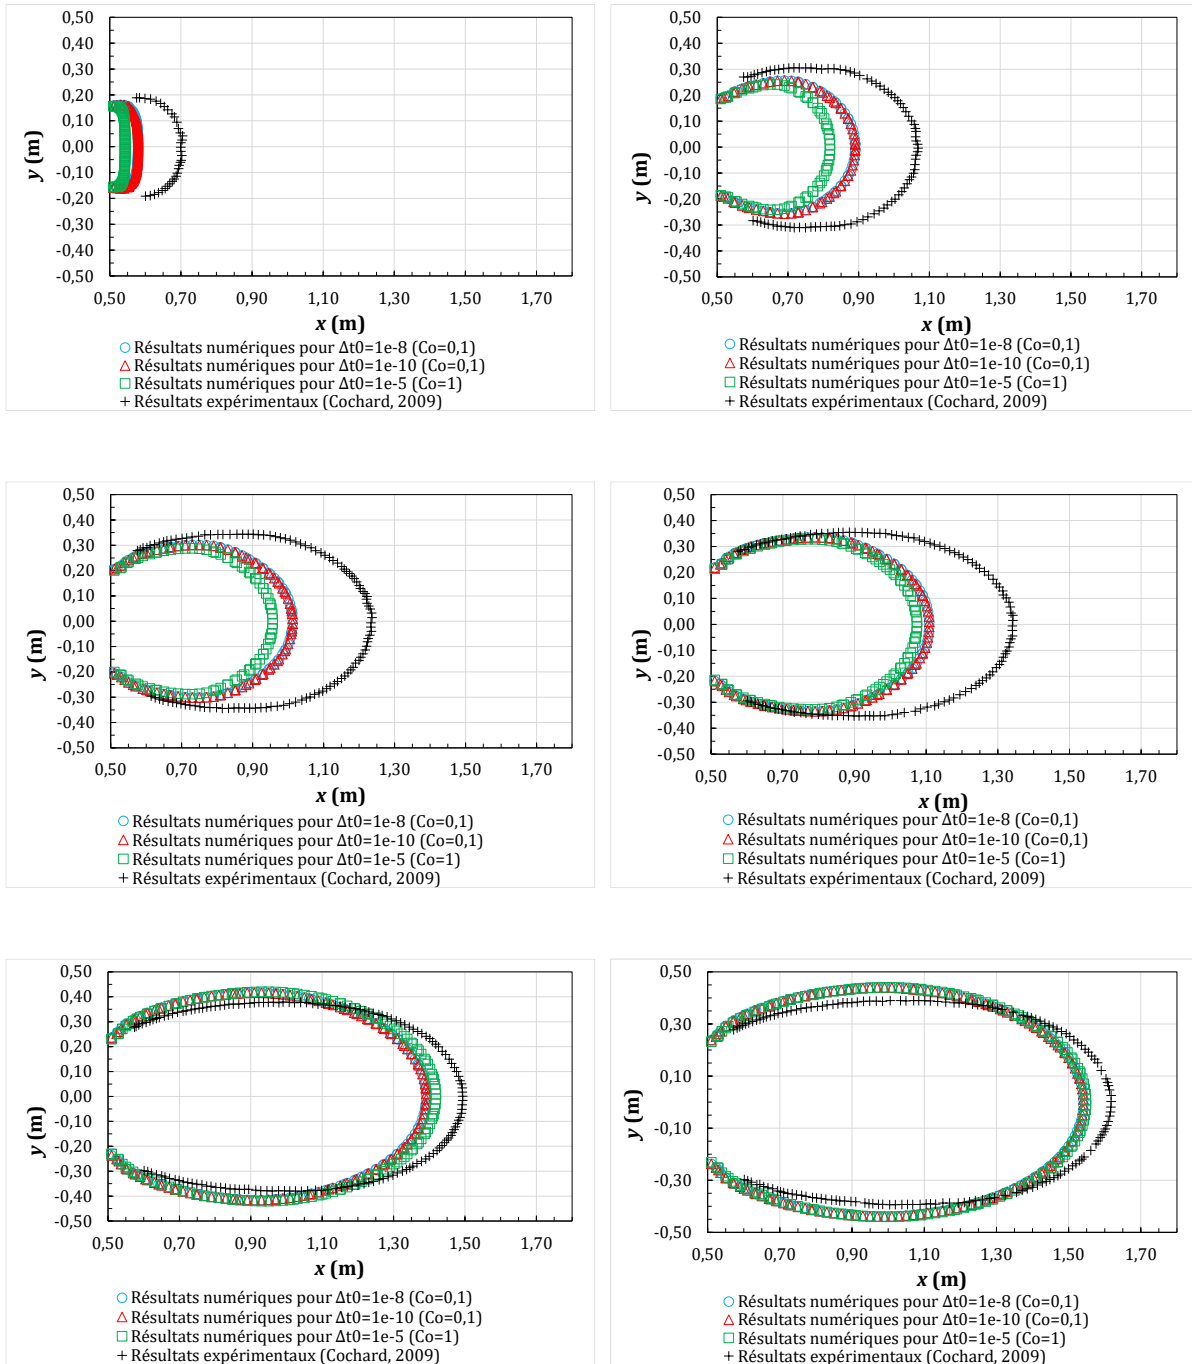 0,50
0,40
0,30
0,20
0,10
0,00
-0,10
-0,20
-0,30
-0,40
-0,50
y (m)
0,50 0,70 0,90 1,10 1,30 1,50 1,70
x (m)
Résultats numériques pour Δt0=1e-8 (Co=0,1)
Résultats numériques pour Δt0=1e-10 (Co=0,1)
Résultats numériques pour Δt0=1e-5 (Co=1)
Résultats expérimentaux (Cochard, 2009)
0,50
0,40
0,30
0,20
0,10
0,00
-0,10
-0,20
-0,30
-0,40
-0,50
y (m)
0,50 0,70 0,90 1,10 1,30 1,50 1,70
x (m)
Résultats numériques pour Δt0=1e-8 (Co=0,1)
Résultats numériques pour Δt0=1e-10 (Co=0,1)
Résultats numériques pour Δt0=1e-5 (Co=1)
Résultats expérimentaux (Cochard, 2009)
0,50
0,40
0,30
0,20
0,10
0,00
-0,10
-0,20
-0,30
-0,40
-0,50
y (m)
0,50 0,70 0,90 1,10 1,30 1,50 1,70
x (m)
Résultats numériques pour Δt0=1e-8 (Co=0,1)
Résultats numériques pour Δt0=1e-10 (Co=0,1)
Résultats numériques pour Δt0=1e-5 (Co=1)
Résultats expérimentaux (Cochard, 2009)
0,50
0,40
0,30
0,20
0,10
0,00
-0,10
-0,20
-0,30
-0,40
-0,50
y (m)
0,50 0,70 0,90 1,10 1,30 1,50 1,70
x (m)
Résultats numériques pour Δt0=1e-8 (Co=0,1)
Résultats numériques pour Δt0=1e-10 (Co=0,1)
Résultats numériques pour Δt0=1e-5 (Co=1)
Résultats expérimentaux (Cochard, 2009)
0,50
0,40
0,30
0,20
0,10
0,00
-0,10
-0,20
-0,30
-0,40
-0,50
y (m)
0,50 0,70 0,90 1,10 1,30 1,50 1,70
x (m)
Résultats numériques pour Δt0=1e-8 (Co=0,1)
Résultats numériques pour Δt0=1e-10 (Co=0,1)
Résultats numériques pour Δt0=1e-5 (Co=1)
Résultats expérimentaux (Cochard, 2009)
0,50
0,30
0,10
-0,10
-0,30
-0,50
y (m)
0,50 0,70 0,90 1,10 1,30 1,50 1,70
x (m)
Résultats numériques pour Δt0=1e-8 (Co=0,1)
Résultats numériques pour Δt0=1e-10 (Co=0,1)
Résultats numériques pour Δt0=1e-5 (Co=1)
Résultats expérimentaux (Cochard, 2009)